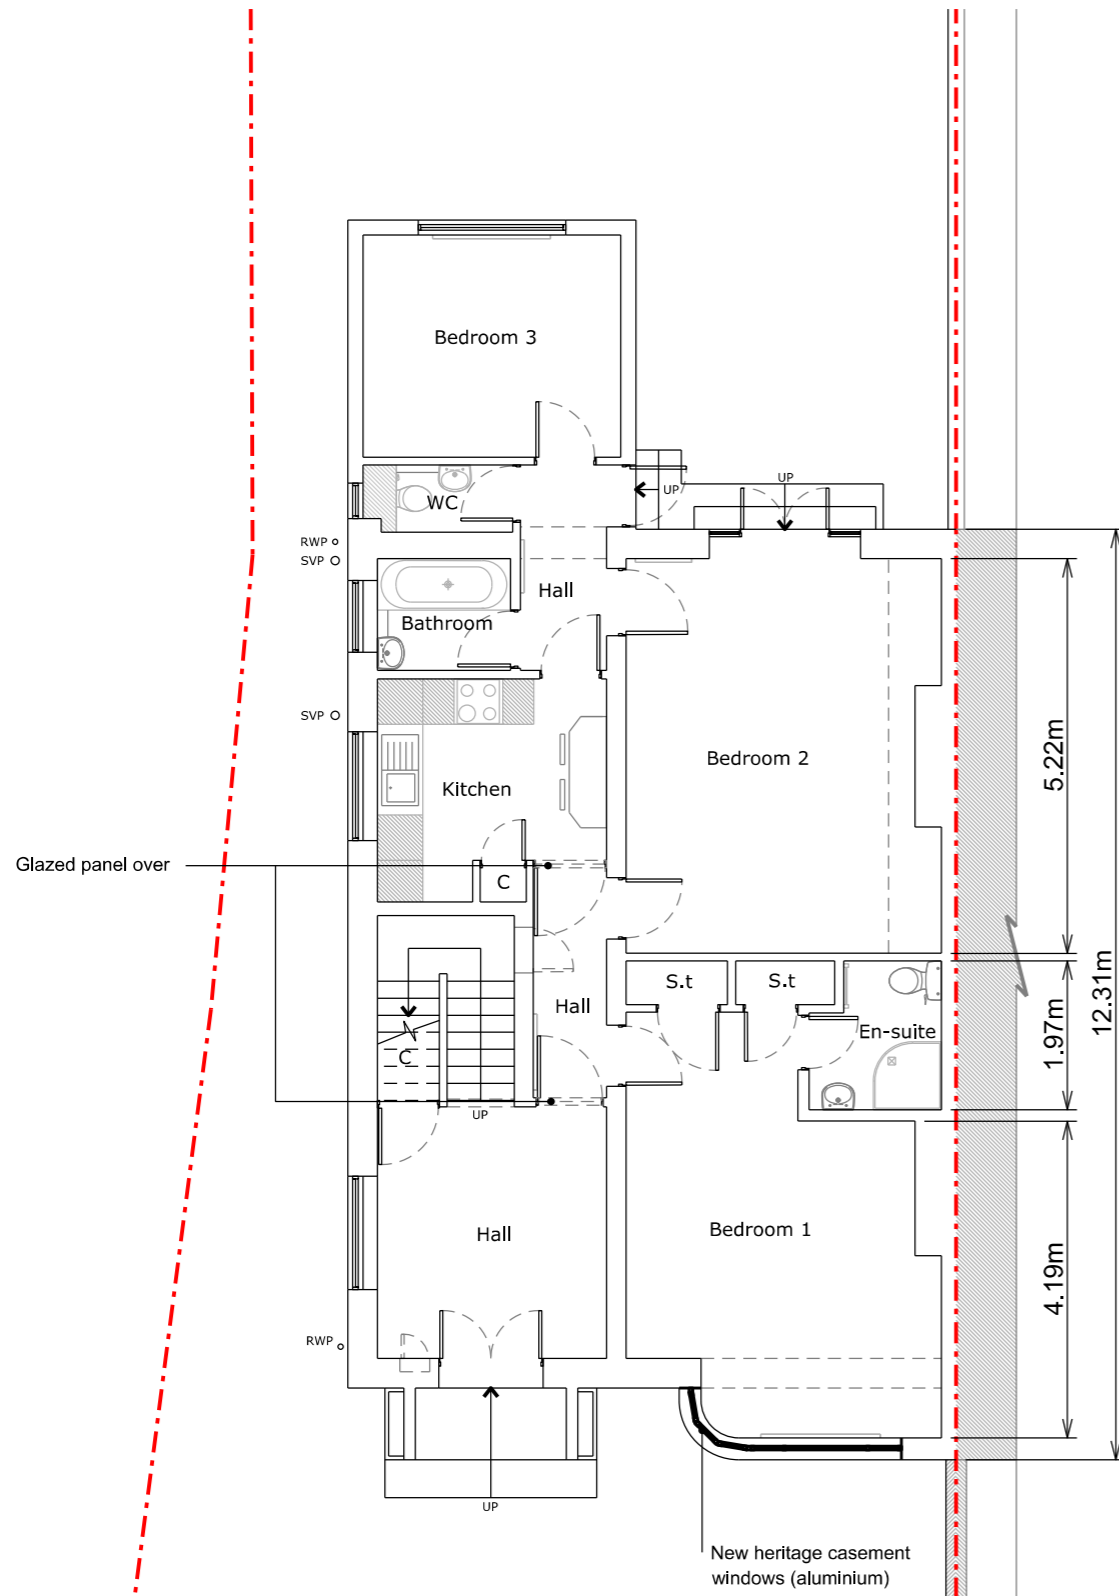 Bedroom 3
WC
UP
UP
RWP
SVP
Hall
Bathroom
SVP
Bedroom 2
5.22m
Kitchen
Glazed panel over
C
S.t
S.t
Hall
En-suite
1.97m
12.31m
C
UP
Hall
Bedroom 1
4.19m
RWP
UP
New heritage casement
windows (aluminium)